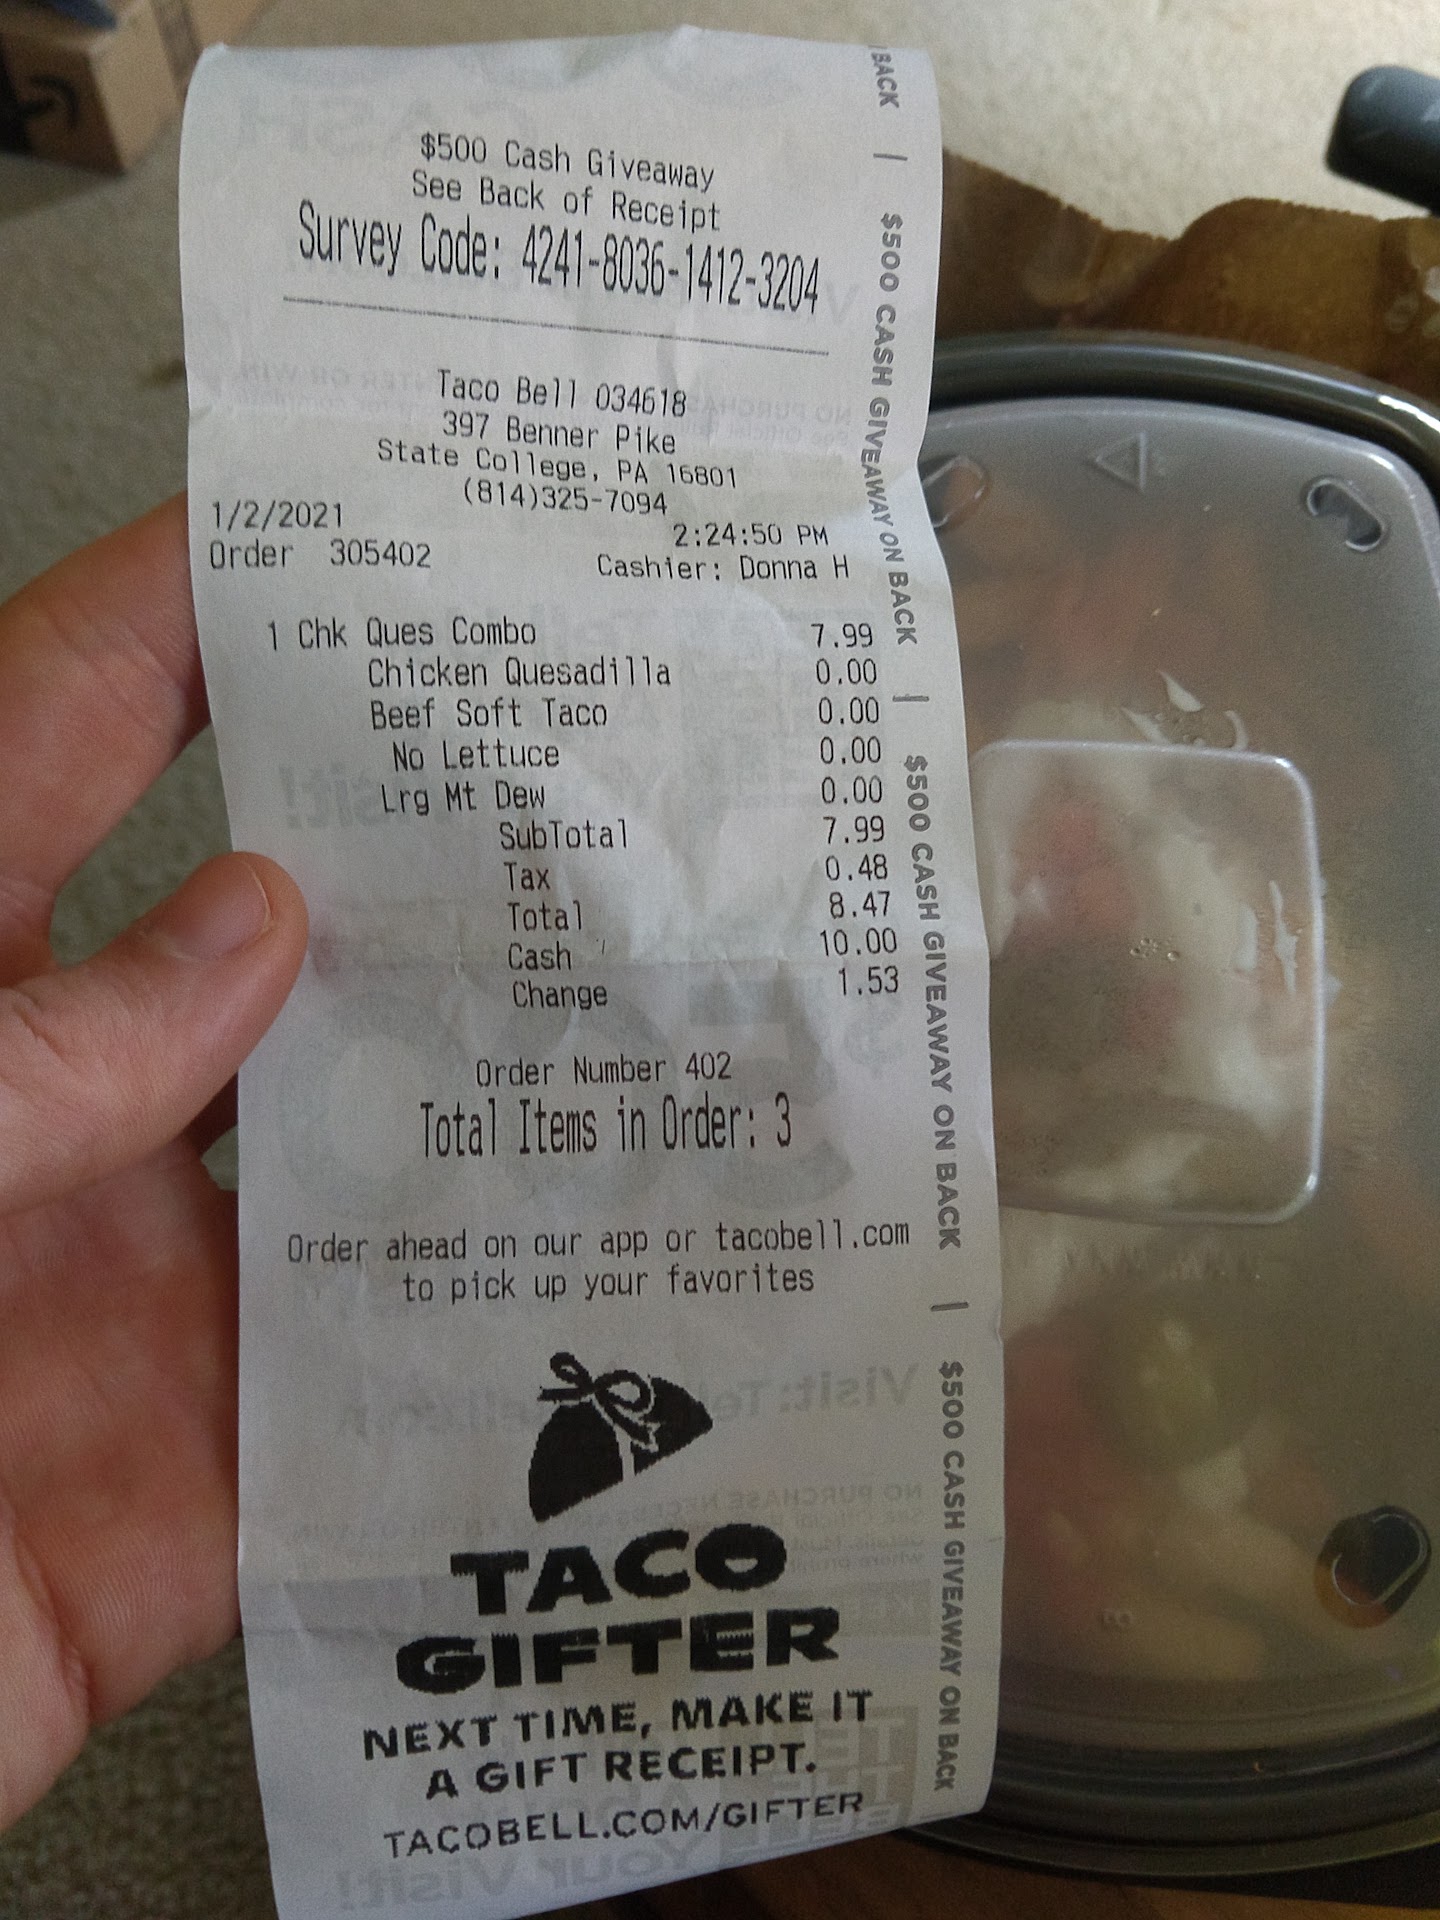 $500 Cash Giveaway
See Back of Receipt
Survey Code: 4241-8036-1412-3204
Taco Bell 034618
397 Benner Pike
State College, PA 16801
(814)325-7094
1/2/2021 2:24:50 PM
Order 305402 Cashier: Donna H
1 Chk Ques Combo 7.99
Chicken Quesadilla 0.00
Beef Soft Taco 0.00
No Lettuce 0.00
Lrg Mt Dew 0.00
SubTotal 7.99
Tax 0.48
Total 8.47
Cash 10.00
Change 1.53
Order Number 402
Total Items in Order: 3
Order ahead on our app or tacobell.com
to pick up your favorites
TACO
GIFTER
NEXT TIME, MAKE IT
A GIFT RECEIPT.
TACOBELL.COM/GIFTER
BACK | $500 CASH GIVEAWAY ON BACK | $500 CASH GIVEAWAY ON BACK | $500 CASH GIVEAWAY ON BACK